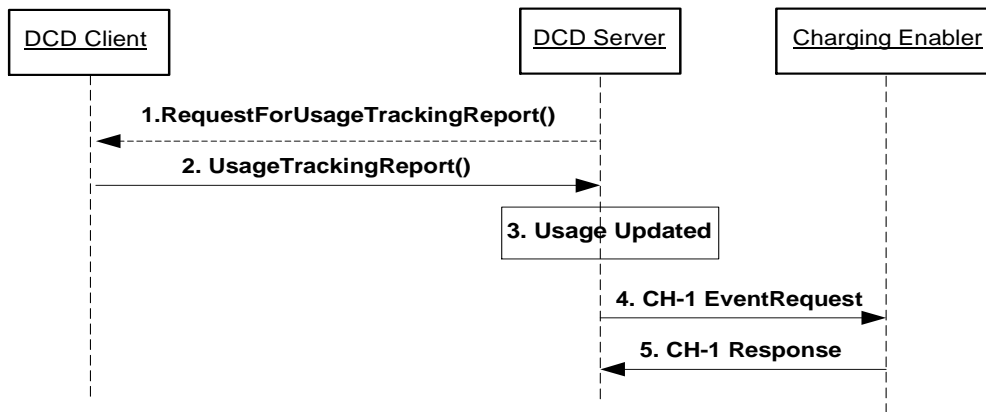 DCD Client
DCD Server
Charging Enabler
1.RequestForUsageTrackingReport()
2. UsageTrackingReport()
3. Usage Updated
4. CH-1 EventRequest
5. CH-1 Response